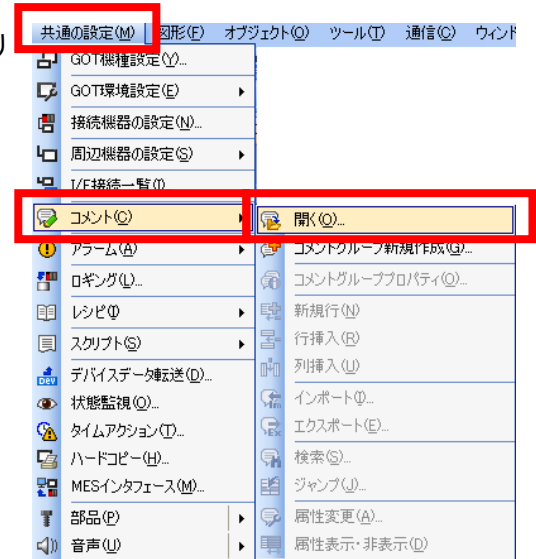 共通の設定(M) 図形(F) オブジェクト(O) ツール(T) 通信(C) ウィンド
り
GOT機種設定(Y)...
GOT環境設定(E)
接続機器の設定(N)...
周辺機器の設定(S)
I/F接続一覧(I)
コメント(C)
アラーム(A)
ロギング(L)...
レシピ(I)
スクリプト(S)
デバイスデータ転送(D)...
状態監視(O)...
タイムアクション(T)...
ハードコピー(H)...
MESインタフェース(M)...
部品(P)
音声(U)
開く(O)...
コメントグループ新規作成(G)...
コメントグループプロパティ(O)...
新規行(N)
行挿入(R)
列挿入(U)
インポート(I)...
エクスポート(E)...
検索(S)...
ジャンプ(J)...
属性変更(A)...
属性表示・非表示(D)